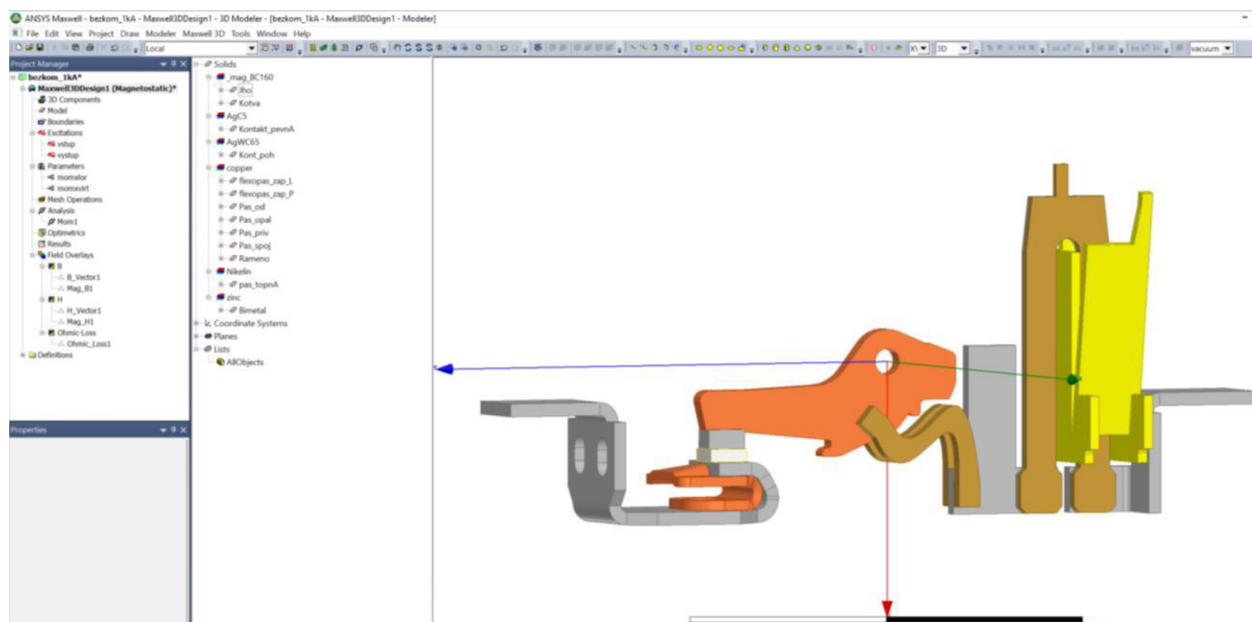 ANSYS Maxwell - bezkom_1kA - Maxwell3DDesign1 - 3D Modeler - [bezkom_1kA - Maxwell3DDesign1 - Modeler]
File Edit View Project Draw Modeler Maxwell 3D Tools Window Help
Local
3D
vacuum
Project Manager
bezkom_1kA*
Maxwell3DDesign1 (Magnetostatic)*
3D Components
Model
Boundaries
Excitations
vstup
vystup
Parameters
momxlor
momxvirt
Mesh Operations
Analysis
Mom1
Optimetrics
Results
Field Overlays
B
B_Vector1
Mag_B1
H
H_Vector1
Mag_H1
Ohmic-Loss
Ohmic_Loss1
Definitions
Properties
Solids
_mag_BC160
Jho
Kotva
AgC5
Kontakt_pevnA
AgWC65
Kont_poh
copper
flexopas_zap_L
flexopas_zap_P
Pas_od
Pas_opal
Pas_priv
Pas_spoj
Rameno
Nikelin
pas_topnA
zinc
Bimetal
Coordinate Systems
Planes
Lists
AllObjects